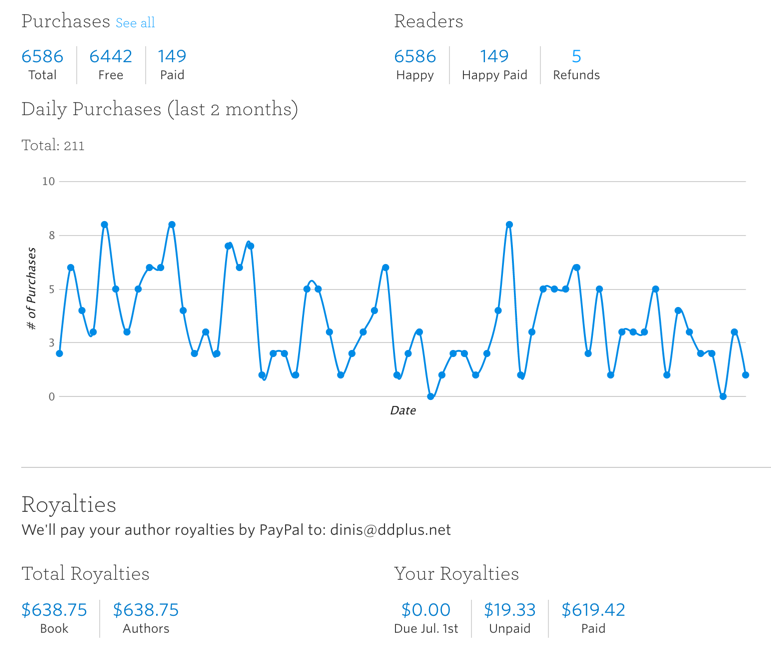 Purchases See all
6586 6442 149
Total Free Paid
Readers
6586 149 5
Happy Happy Paid Refunds
Daily Purchases (last 2 months)
Total: 211
10
8
5
3
0
# of Purchases
Date
Royalties
We'll pay your author royalties by PayPal to: dinis@ddplus.net
Total Royalties
$638.75 $638.75
Book Authors
Your Royalties
$0.00 $19.33 $619.42
Due Jul. 1st Unpaid Paid